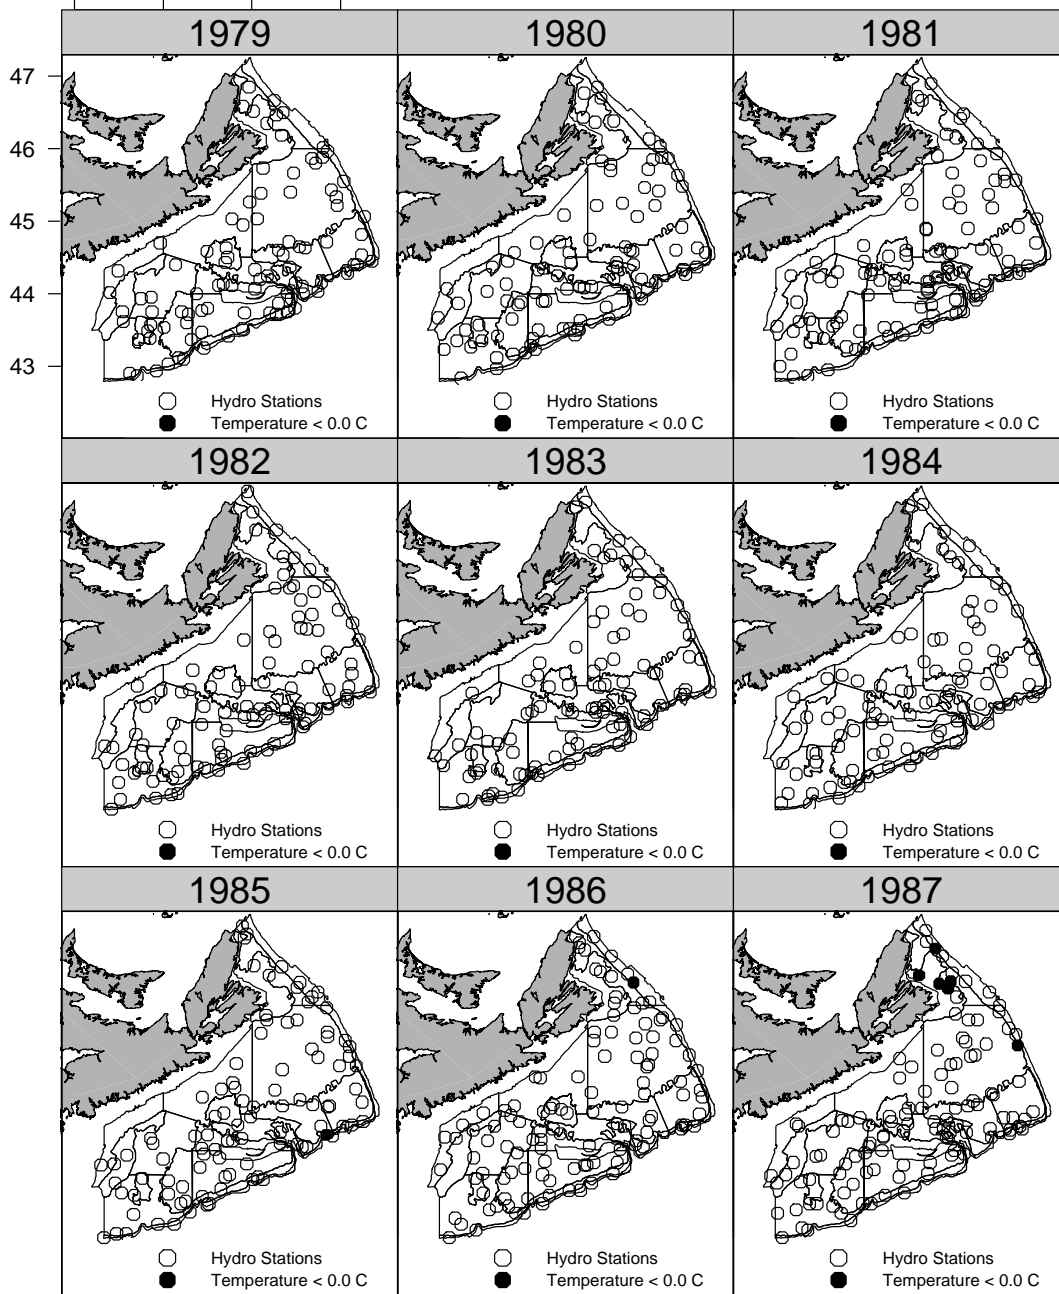 1979 1980 1981
47
46
45
44
43
Hydro Stations Hydro Stations Hydro Stations
Temperature < 0.0 C Temperature < 0.0 C Temperature < 0.0 C
1982 1983 1984
Hydro Stations Hydro Stations Hydro Stations
Temperature < 0.0 C Temperature < 0.0 C Temperature < 0.0 C
1985 1986 1987
Hydro Stations Hydro Stations Hydro Stations
Temperature < 0.0 C Temperature < 0.0 C Temperature < 0.0 C